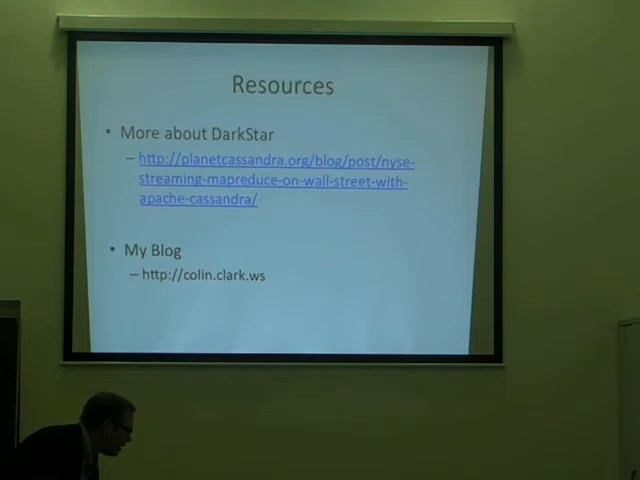 Resources
• More about DarkStar
– http://planetcassandra.org/blog/post/nyse-
streaming-mapreduce-on-wall-street-with-
apache-cassandra/
• My Blog
– http://colin.clark.ws